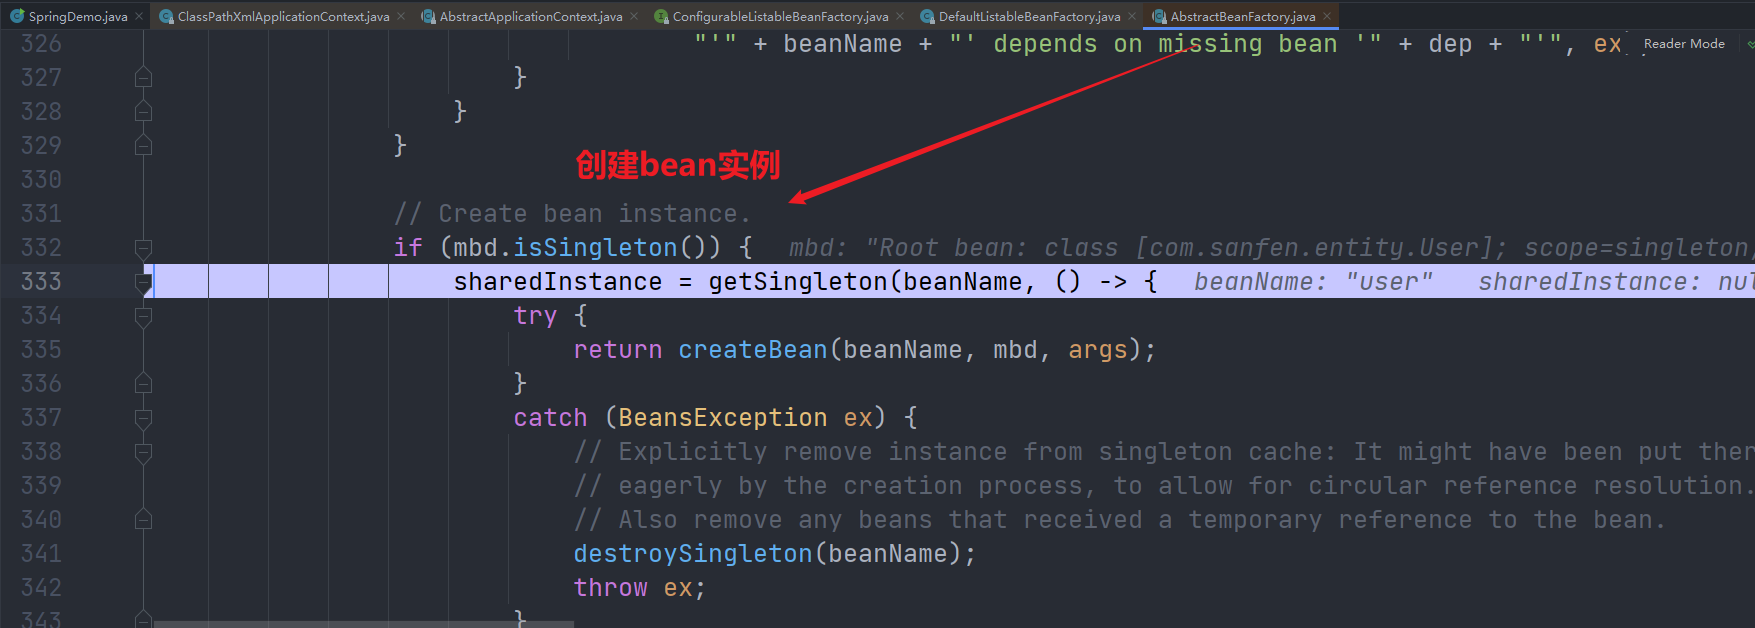 SpringDemo.java ClassPathXmlApplicationContext.java AbstractApplicationContext.java ConfigurableListableBeanFactory.java DefaultListableBeanFactory.java AbstractBeanFactory.java
326 "'" + beanName + "' depends on missing bean '" + dep + "'", ex Reader Mode
327 }
328 }
329 }
创建bean实例
330
331 // Create bean instance.
332 if (mbd.isSingleton()) { mbd: "Root bean: class [com.sanfen.entity.User]; scope=singleton;
333 sharedInstance = getSingleton(beanName, () -> { beanName: "user" sharedInstance:
334 try {
335 return createBean(beanName, mbd, args);
336 }
337 catch (BeansException ex) {
338 // Explicitly remove instance from singleton cache: It might have been put
339 // eagerly by the creation process, to allow for circular reference resolution.
340 // Also remove any beans that received a temporary reference to the bean.
341 destroySingleton(beanName);
342 throw ex;
343 }